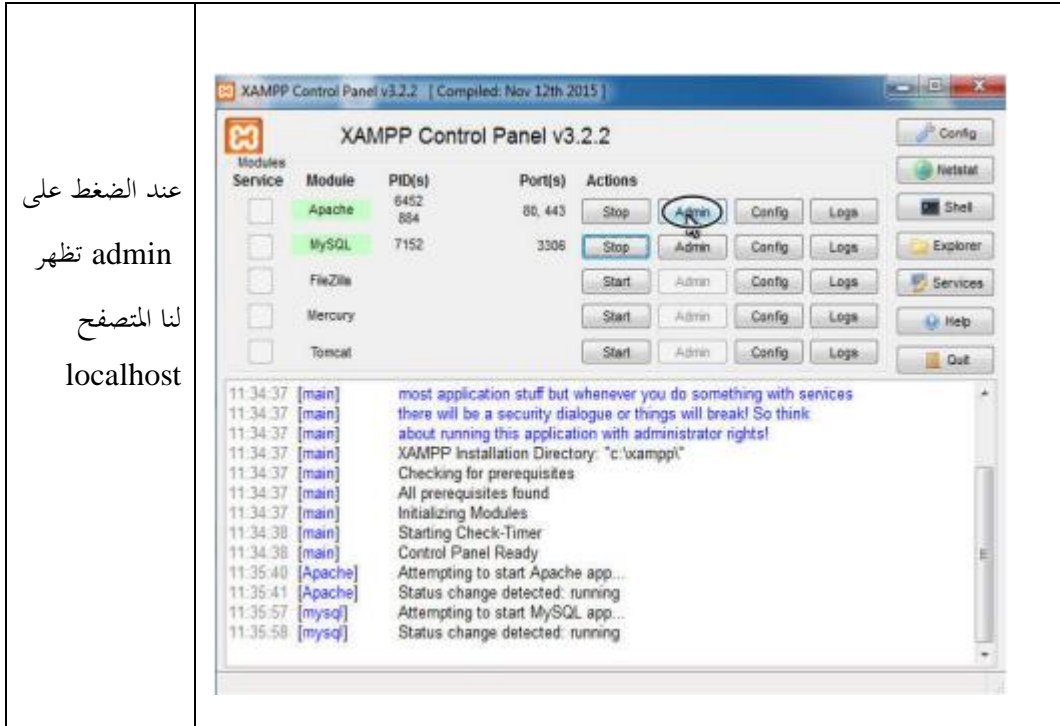 عند الضغط على
admin تظهر
لنا المتصفح
localhost
XAMPP Control Panel v3.2.2 [ Compiled: Nov 12th 2015 ]
XAMPP Control Panel v3.2.2
Config
Modules
Service Module PID(s) Port(s) Actions
Netstat
Apache 6452 884 80, 443 Stop Admin Config Logs
Shell
MySQL 7152 3306 Stop Admin Config Logs
Explorer
FileZilla Start Admin Config Logs
Services
Mercury Start Admin Config Logs
Help
Tomcat Start Admin Config Logs
Quit
11:34:37 [main] most application stuff but whenever you do something with services
11:34:37 [main] there will be a security dialogue or things will break! So think
11:34:37 [main] about running this application with administrator rights!
11:34:37 [main] XAMPP Installation Directory: "c:\xampp\"
11:34:37 [main] Checking for prerequisites
11:34:37 [main] All prerequisites found
11:34:37 [main] Initializing Modules
11:34:38 [main] Starting Check-Timer
11:34:38 [main] Control Panel Ready
11:35:40 [Apache] Attempting to start Apache app...
11:35:41 [Apache] Status change detected: running
11:35:57 [mysql] Attempting to start MySQL app...
11:35:58 [mysql] Status change detected: running